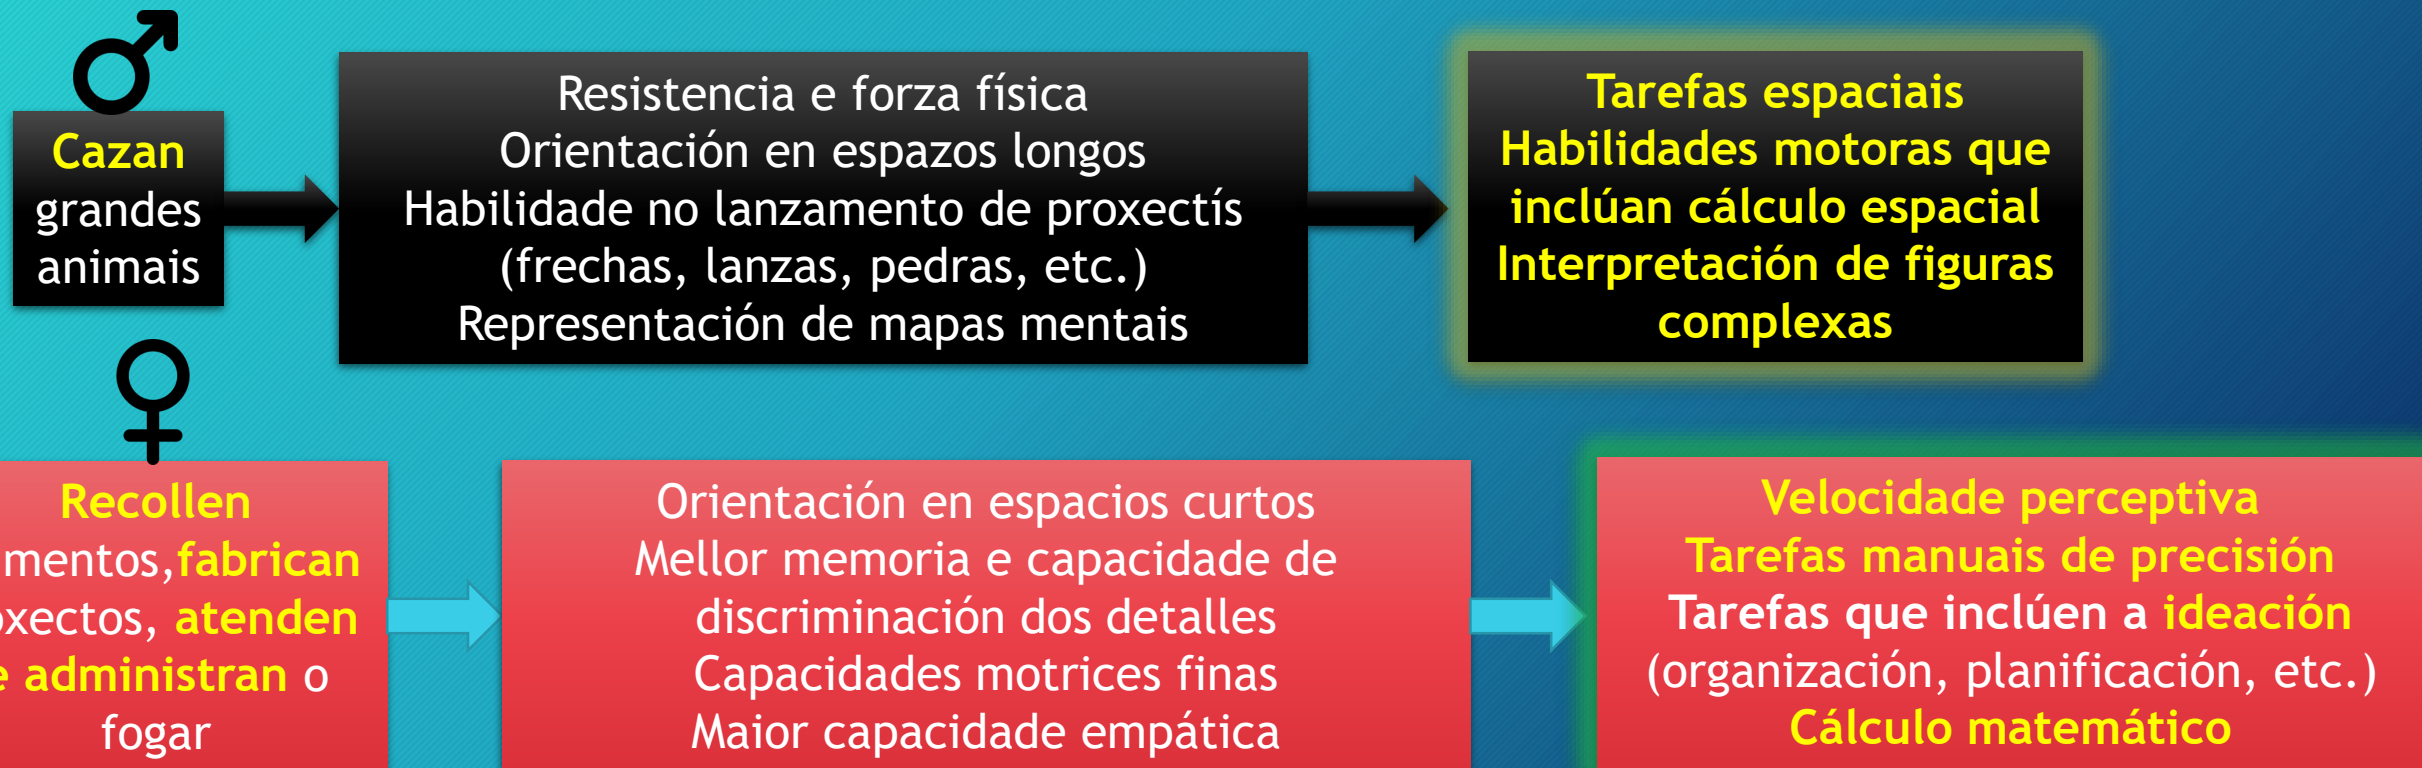 Cazan
grandes
animais
Resistencia e forza física
Orientación en espazos longos
Habilidade no lanzamento de proxectís
(frechas, lanzas, pedras, etc.)
Representación de mapas mentais
Tarefas espaciais
Habilidades motoras que
inclúan cálculo espacial
Interpretación de figuras
complexas
Recollen
mentos,fabrican
oxectos, atenden
e administran o
fogar
Orientación en espacios curtos
Mellor memoria e capacidade de
discriminación dos detalles
Capacidades motrices finas
Maior capacidade empática
Velocidade perceptiva
Tarefas manuais de precisión
Tarefas que inclúen a ideación
(organización, planificación, etc.)
Cálculo matemático